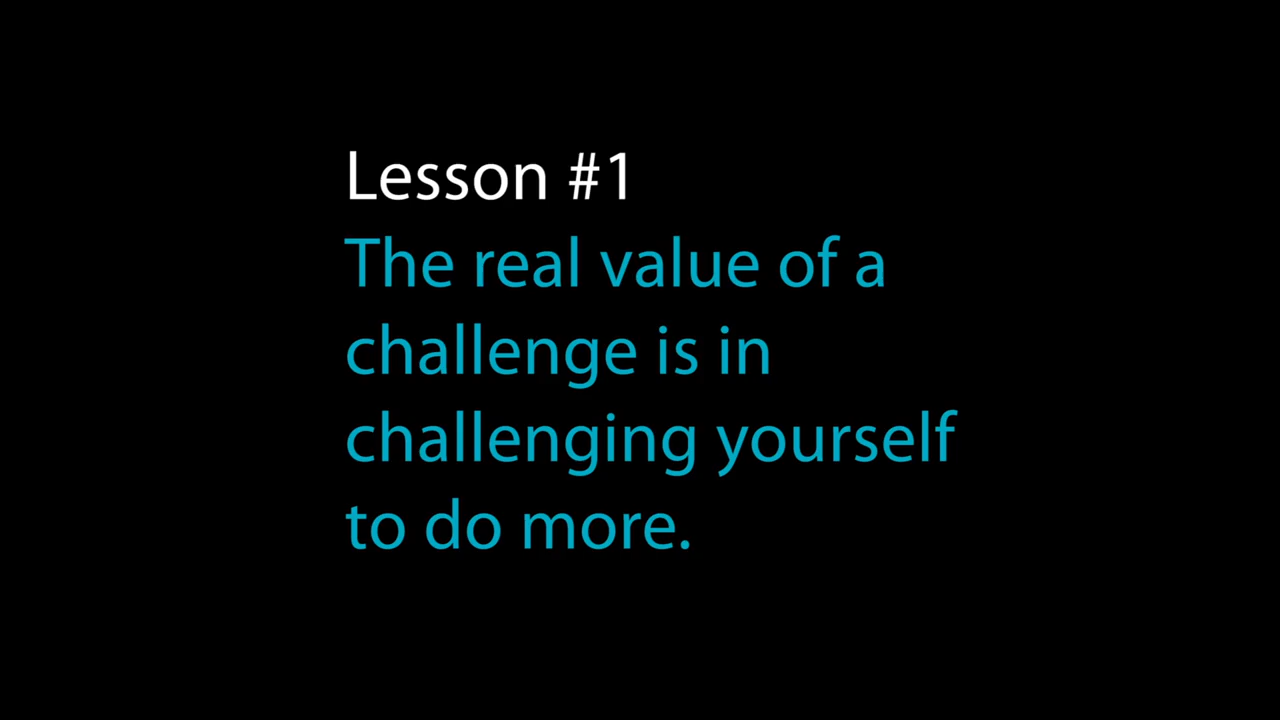 Lesson #1
The real value of a
challenge is in
challenging yourself
to do more.